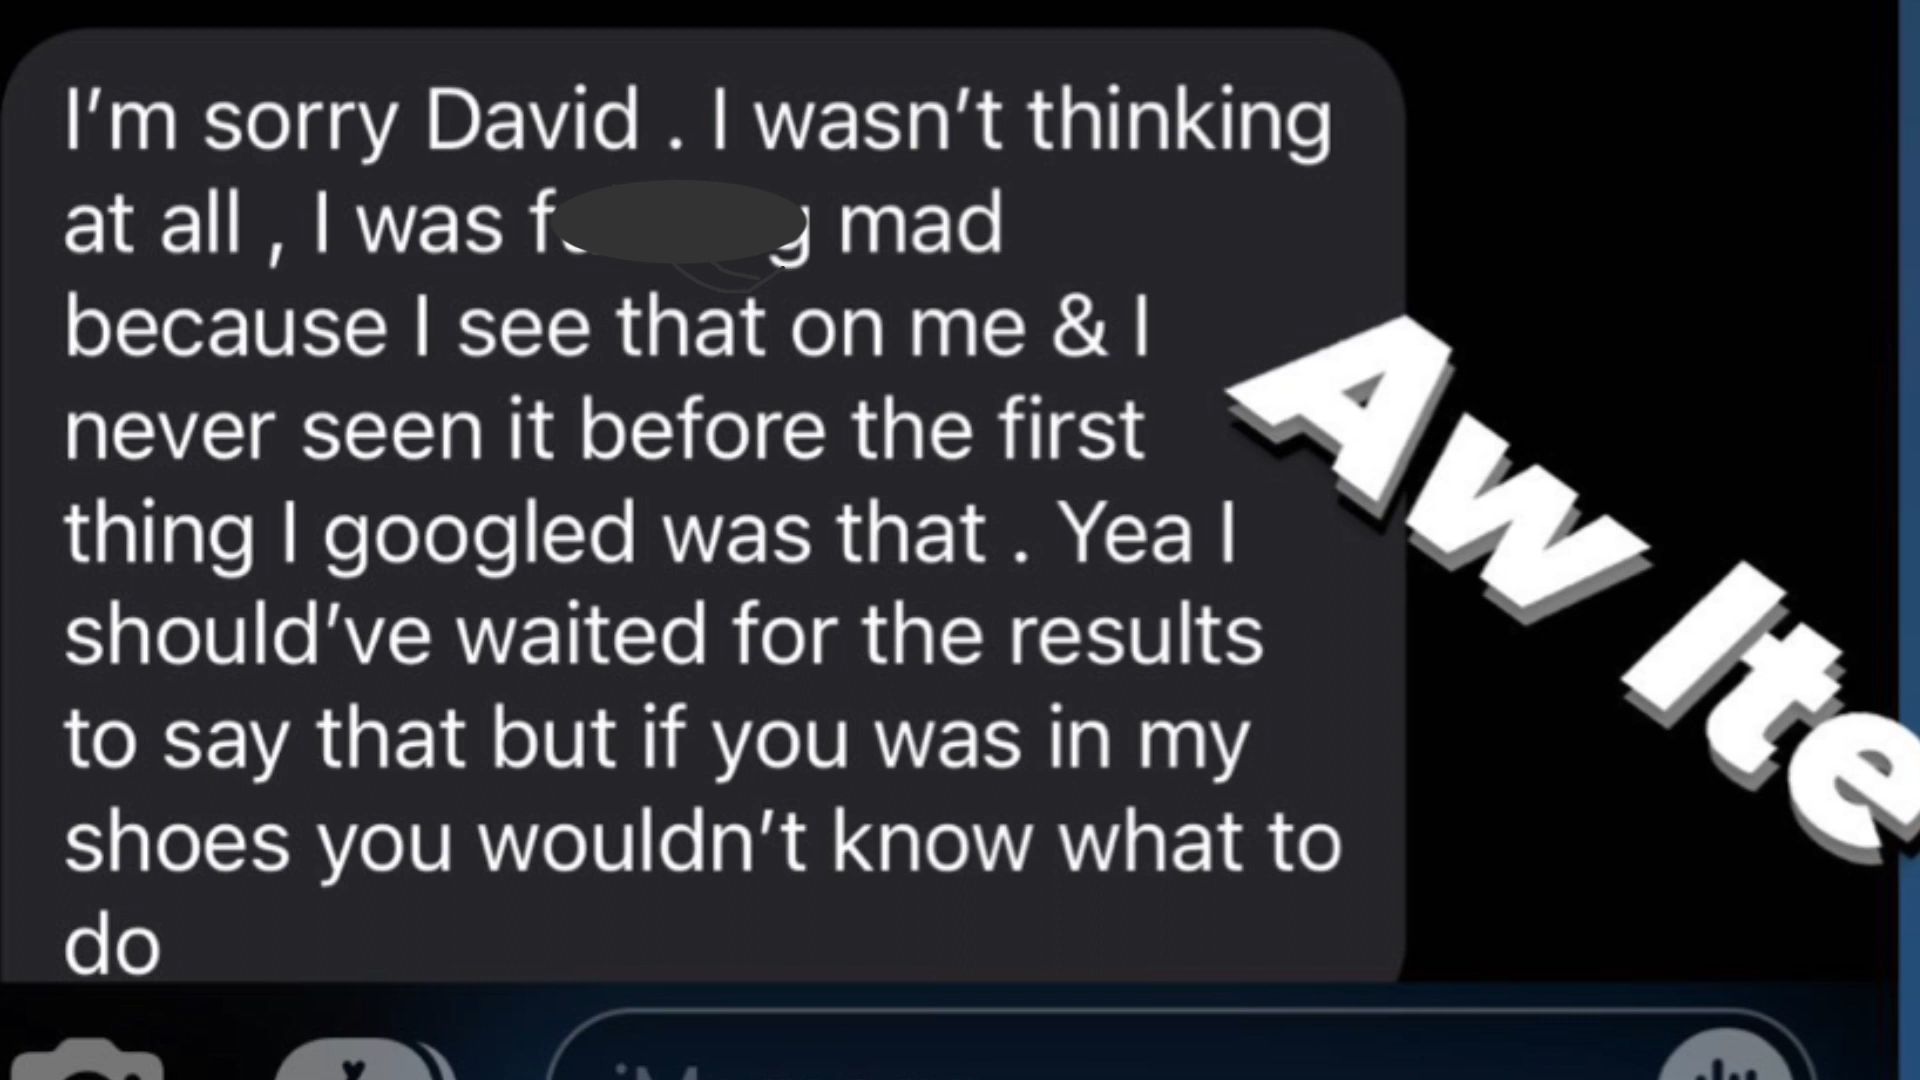 I'm sorry David . I wasn't thinking
at all , I was mad
because I see that on me & I
never seen it before the first
thing I googled was that . Yea I
should've waited for the results
to say that but if you was in my
shoes you wouldn't know what to
do
Aw Ite